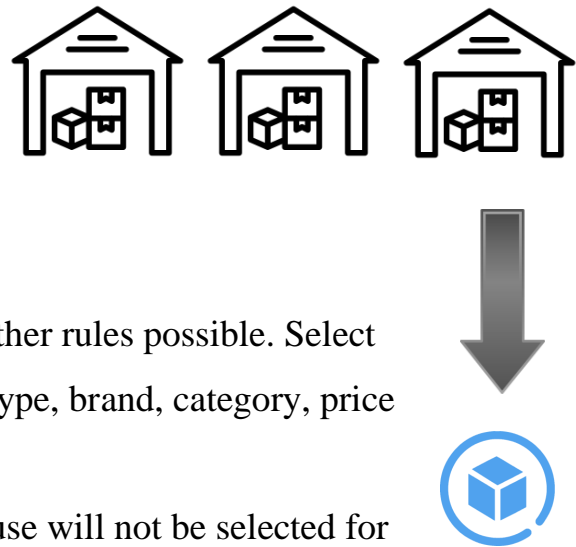 ther rules possible. Select
ype, brand, category, price
use will not be selected for